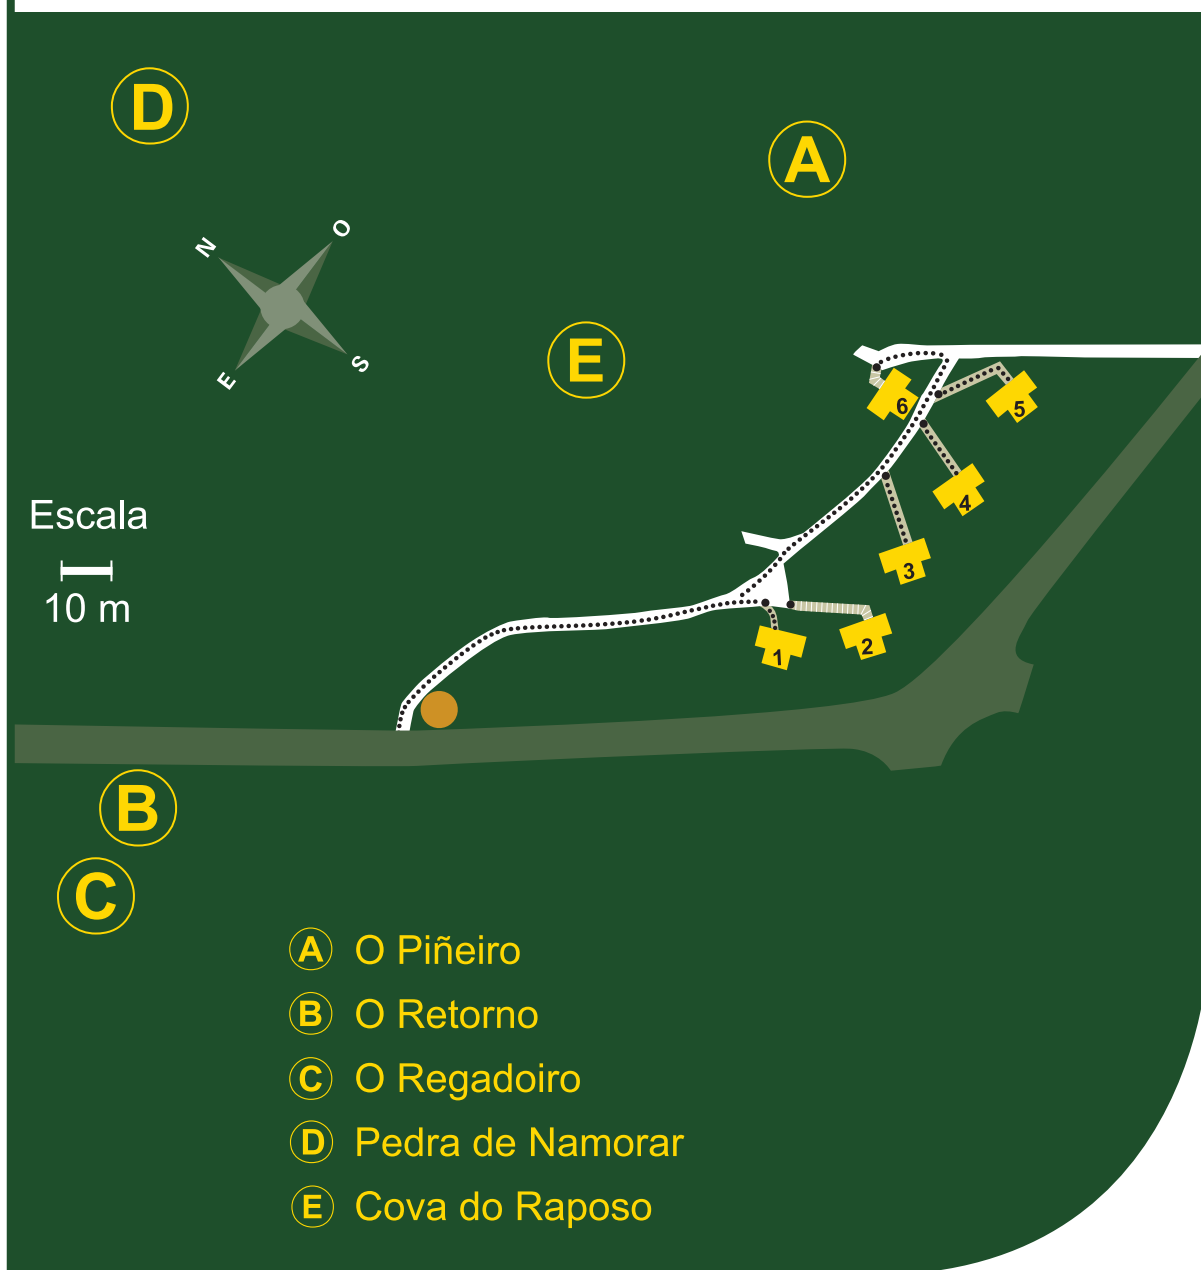 D
A
N
O
E
S
E
6
5
4
3
Escala
10 m
1
2
B
C
A O Piñeiro
B O Retorno
C O Regadoiro
D Pedra de Namorar
E Cova do Raposo